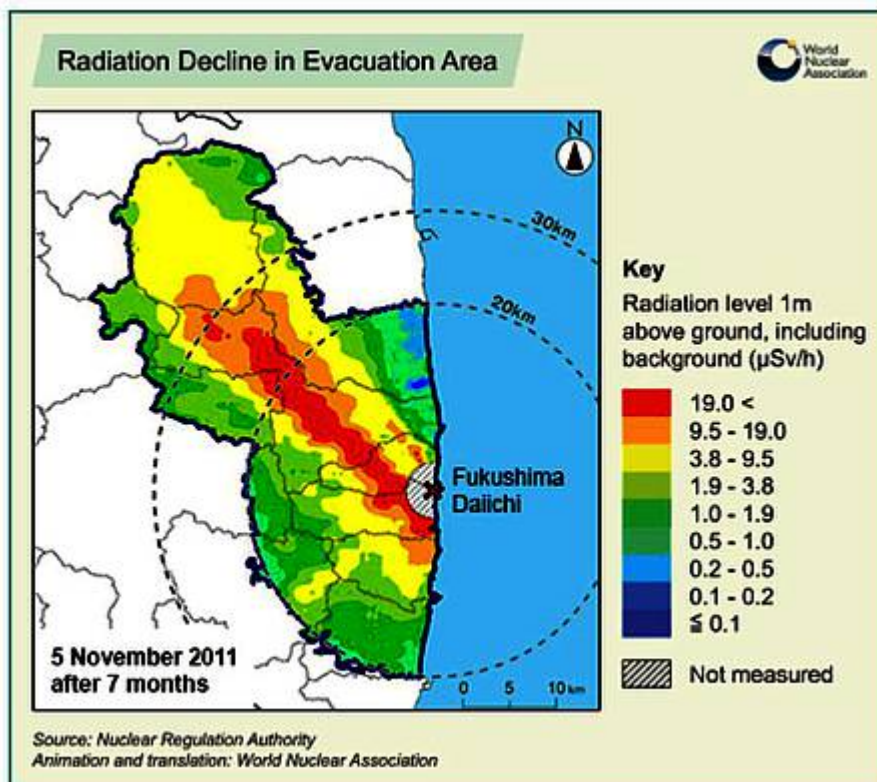 Radiation Decline in Evacuation Area
World
Nuclear
Association
N
30km
20km
Key
Radiation level 1m
above ground, including
background (µSv/h)
19.0 <
9.5 - 19.0
3.8 - 9.5
1.9 - 3.8
1.0 - 1.9
0.5 - 1.0
0.2 - 0.5
0.1 - 0.2
≦ 0.1
Not measured
Fukushima
Daiichi
5 November 2011
after 7 months
0 5 10 km
Source: Nuclear Regulation Authority
Animation and translation: World Nuclear Association